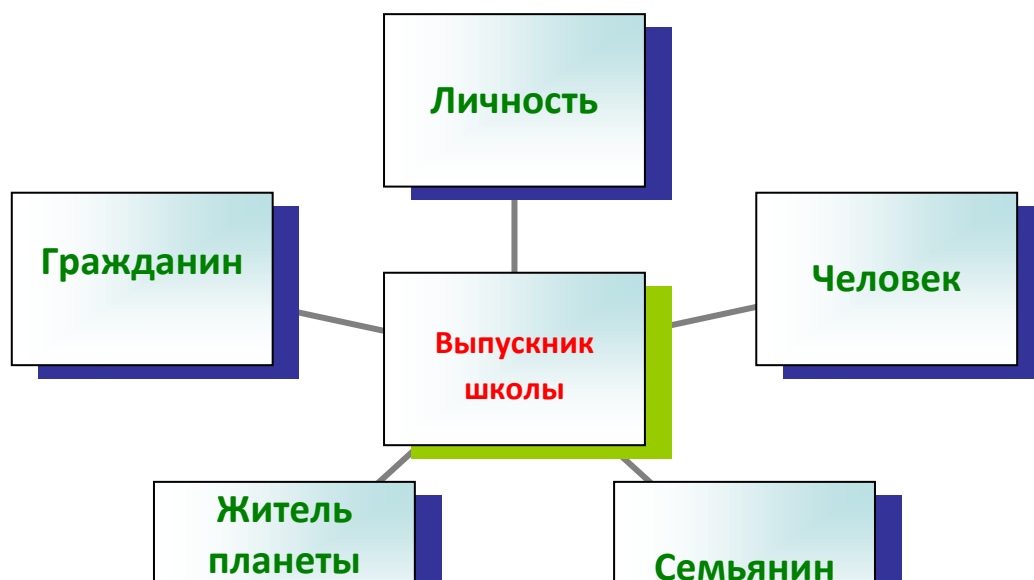 Личность
Гражданин
Человек
Выпускник
школы
Житель
планеты
Семьянин